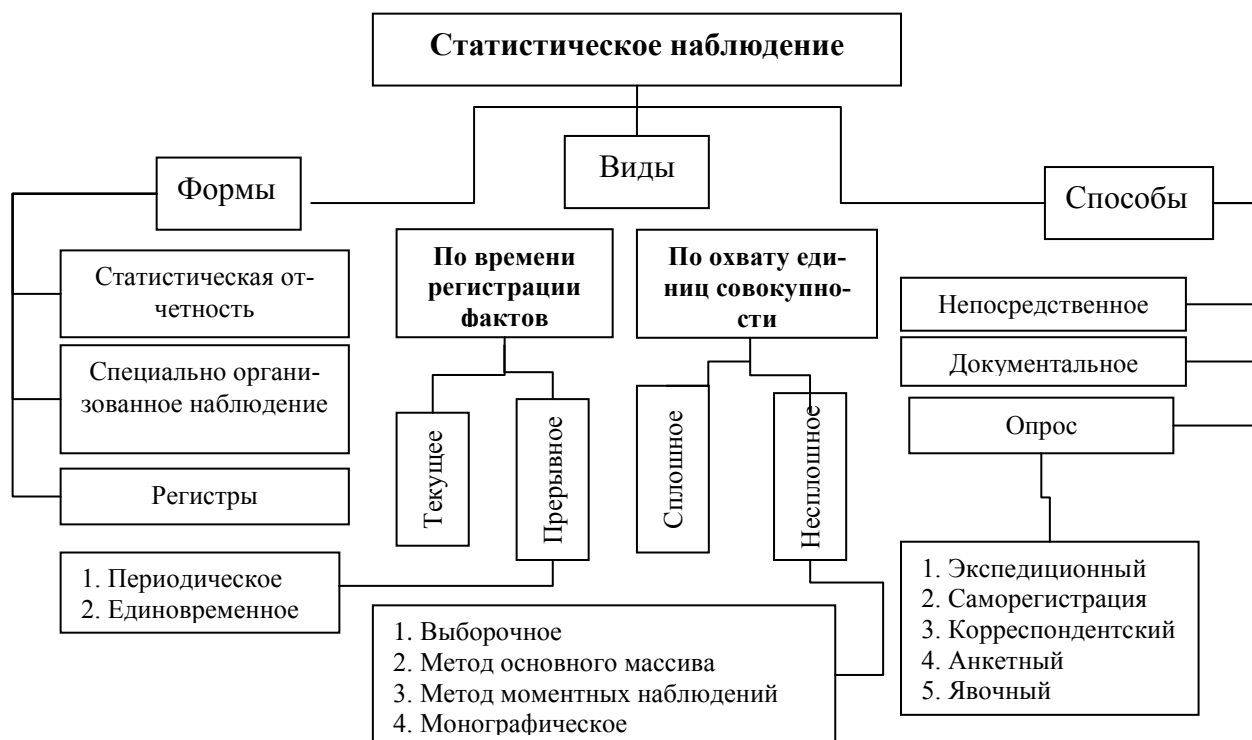 Статистическое наблюдение
Виды
Формы
Способы
Статистическая от-
четность
Специально органи-
зованное наблюдение
Регистры
По времени
регистрации
фактов
Текущее
Прерывное
1. Периодическое
2. Единовременное
По охвату еди-
ниц совокупно-
сти
Сплошное
Несплошное
1. Выборочное
2. Метод основного массива
3. Метод моментных наблюдений
4. Монографическое
Непосредственное
Документальное
Опрос
1. Экспедиционный
2. Саморегистрация
3. Корреспондентский
4. Анкетный
5. Явочный